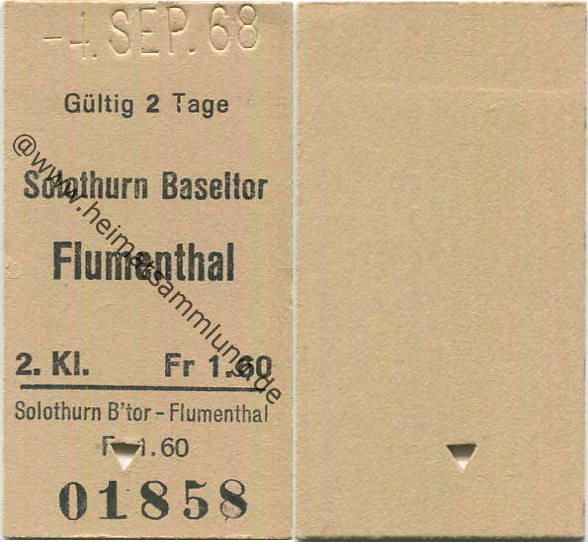 -4. SEP. 68
Gültig 2 Tage
Solothurn Baseltor
Flumenthal
2. Kl. Fr 1.60
Solothurn B'tor - Flumenthal
Fr 1.60
01858
@www.heimatsammlung.de